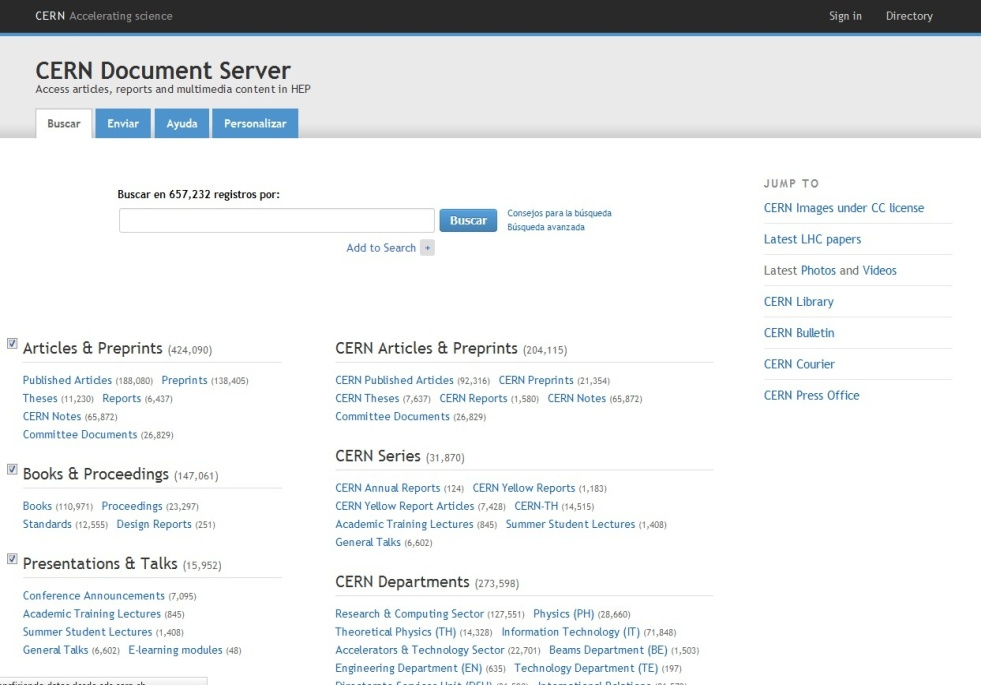 CERN Accelerating science
Sign in Directory
CERN Document Server
Access articles, reports and multimedia content in HEP
Buscar Enviar Ayuda Personalizar
Buscar en 657,232 registros por:
Buscar
Consejos para la búsqueda
Búsqueda avanzada
Add to Search +
JUMP TO
CERN Images under CC license
Latest LHC papers
Latest Photos and Videos
CERN Library
CERN Bulletin
CERN Courier
CERN Press Office
Articles & Preprints (424,090)
Published Articles (188,080) Preprints (138,405)
Theses (11,230) Reports (6,437)
CERN Notes (65,872)
Committee Documents (26,829)
Books & Proceedings (147,061)
Books (110,971) Proceedings (23,297)
Standards (12,555) Design Reports (251)
Presentations & Talks (15,952)
Conference Announcements (7,095)
Academic Training Lectures (845)
Summer Student Lectures (1,408)
General Talks (6,602) E-learning modules (48)
CERN Articles & Preprints (204,115)
CERN Published Articles (92,316) CERN Preprints (21,354)
CERN Theses (7,637) CERN Reports (1,580) CERN Notes (65,872)
Committee Documents (26,829)
CERN Series (31,870)
CERN Annual Reports (124) CERN Yellow Reports (1,183)
CERN Yellow Report Articles (7,428) CERN-TH (14,515)
Academic Training Lectures (845) Summer Student Lectures (1,408)
General Talks (6,602)
CERN Departments (273,598)
Research & Computing Sector (127,551) Physics (PH) (28,660)
Theoretical Physics (TH) (14,328) Information Technology (IT) (71,848)
Accelerators & Technology Sector (22,701) Beams Department (BE) (1,503)
Engineering Department (EN) (635) Technology Department (TE) (197)